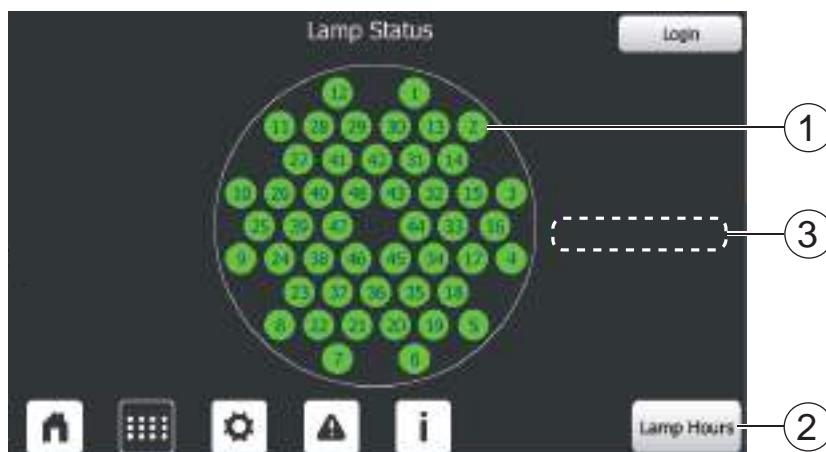 Lamp Status
Login
12 1
11 28 29 30 13 2
1
27 41 42 31 14
10 26 40 48 43 32 15 3
25 39 47 44 33 16
3
9 24 38 46 45 34 17 4
23 37 36 35 18
8 22 21 20 19 5
7 6
i
Lamp Hours
2